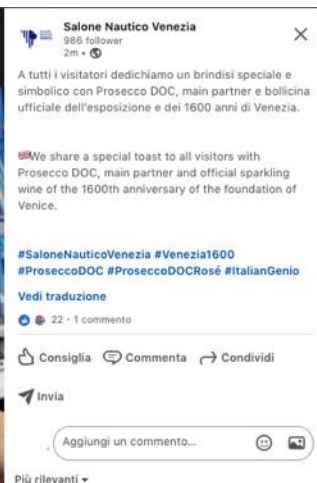 Salone Nautico Venezia
986 follower
2m •
A tutti i visitatori dedichiamo un brindisi speciale e
simbolico con Prosecco DOC, main partner e bollicina
ufficiale dell'esposizione e dei 1600 anni di Venezia.
🇬🇧We share a special toast to all visitors with
Prosecco DOC, main partner and official sparkling
wine of the 1600th anniversary of the foundation of
Venice.
#SaloneNauticoVenezia #Venezia1600
#ProseccoDOC #ProseccoDOCRosé #ItalianGenio
Vedi traduzione
22 • 1 commento
Consiglia Commenta Condividi
Invia
Aggiungi un commento...
Più rilevanti